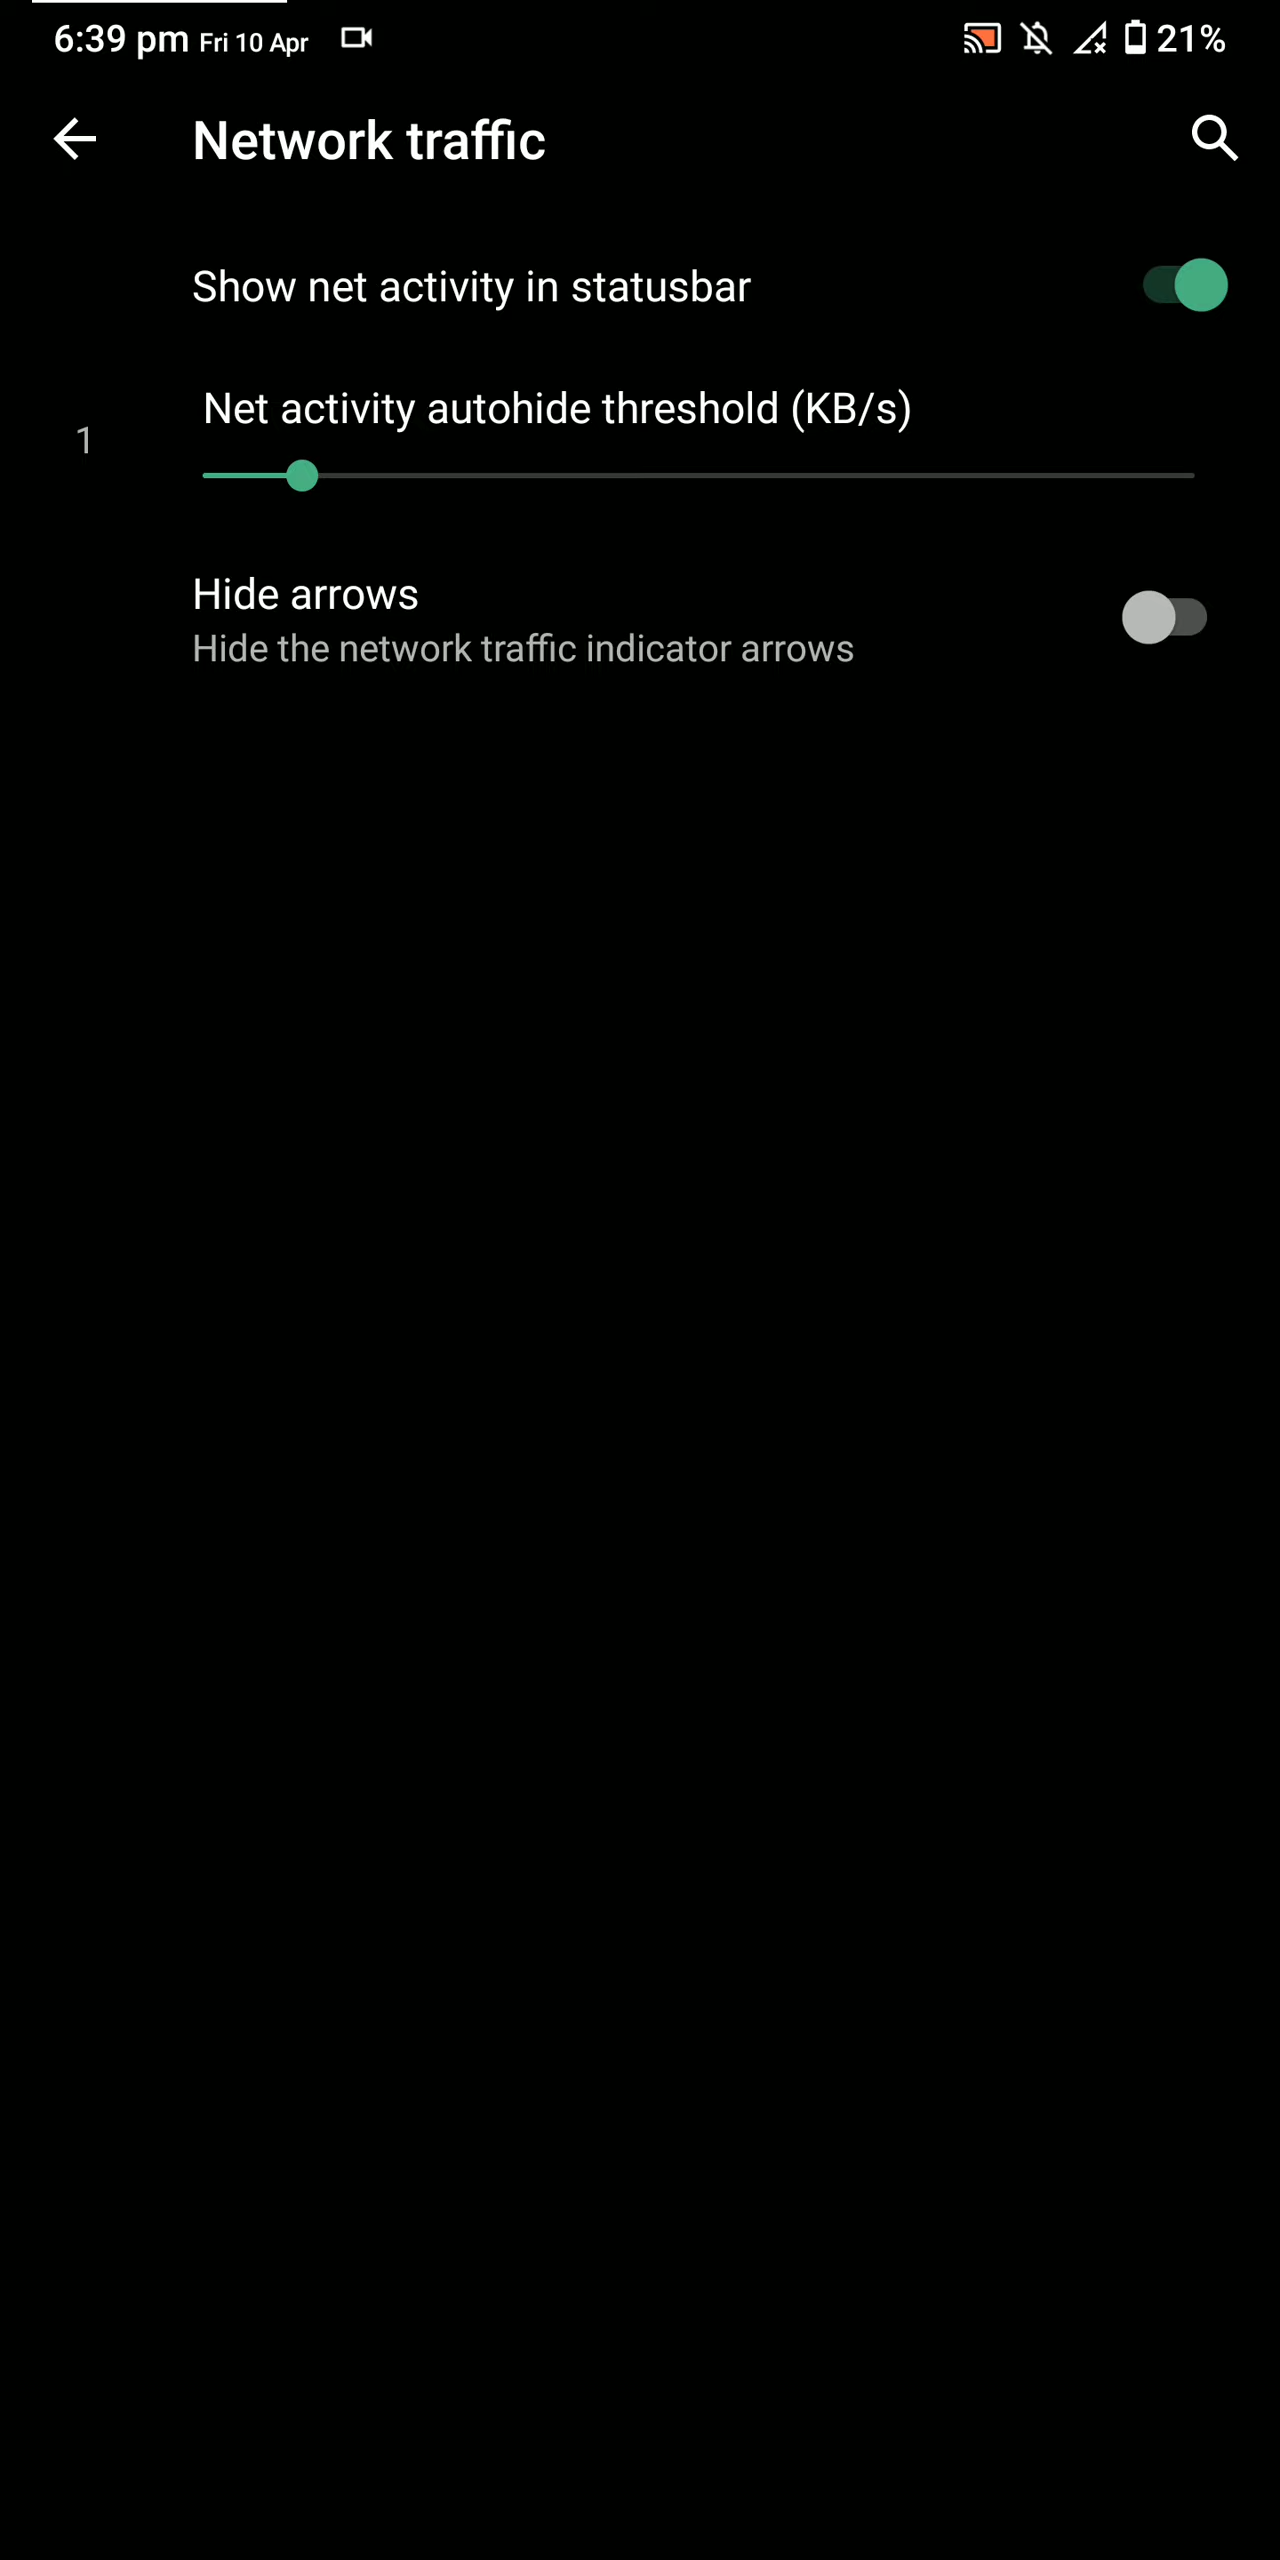 6:39 pm Fri 10 Apr 21%
Network traffic
Show net activity in statusbar
Net activity autohide threshold (KB/s)
1
Hide arrows
Hide the network traffic indicator arrows